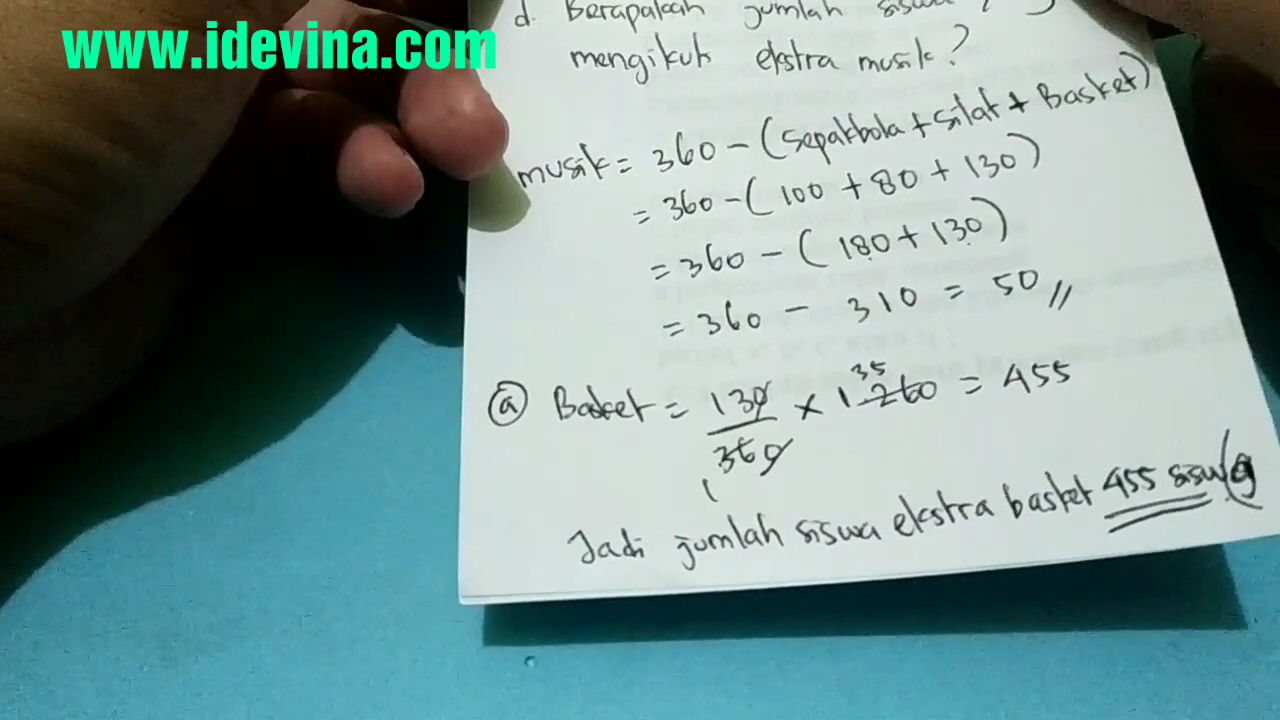 www.idevina.com
d. Berapakah jumlah siswa
mengikuti ekstra musik?
musik = 360 - (Sepakbola + silat + Basket)
= 360 - (100 + 80 + 130)
= 360 - (180 + 130)
= 360 - 310 = 50 //
ⓐ Basket = 130/360 × 1.260 = 455
35
1
Jadi jumlah siswa ekstra basket 455 siswa